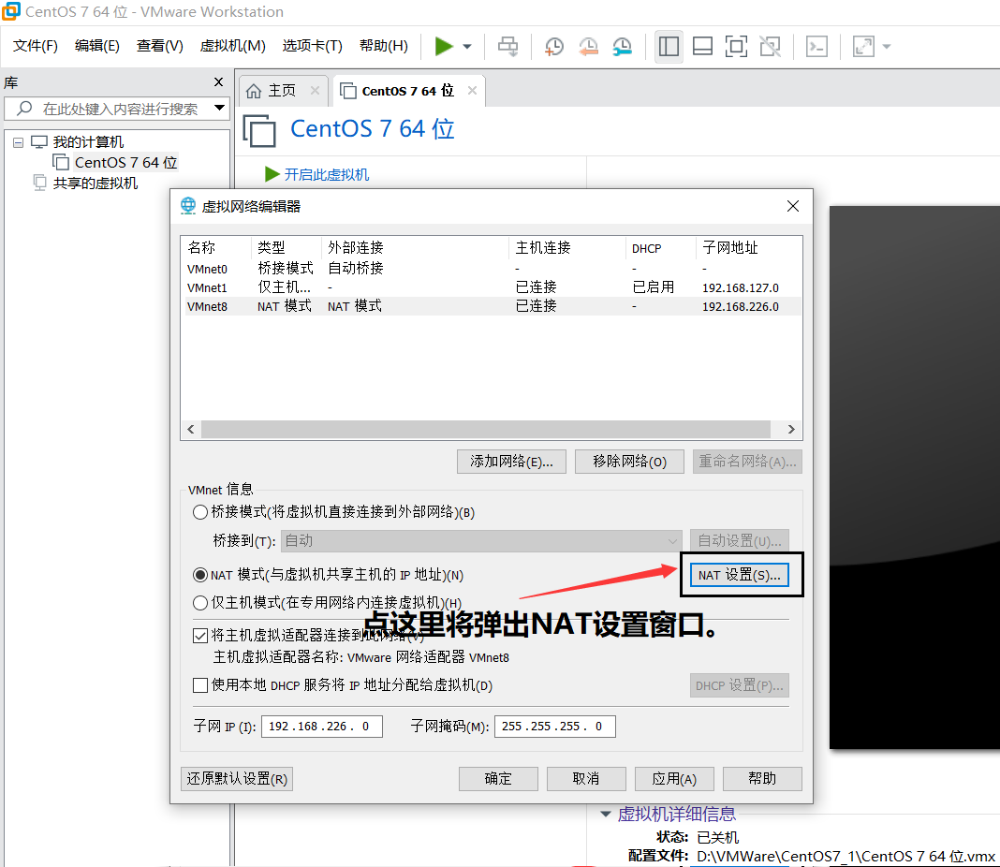 CentOS 7 64 位 - VMware Workstation
文件(F) 编辑(E) 查看(V) 虚拟机(M) 选项卡(T) 帮助(H)
库
在此处键入内容进行搜索
主页
CentOS 7 64 位
我的计算机
CentOS 7 64 位
共享的虚拟机
CentOS 7 64 位
开启此虚拟机
虚拟网络编辑器
名称 类型 外部连接 主机连接 DHCP 子网地址
VMnet0 桥接模式 自动桥接 - - -
VMnet1 仅主机... - 已连接 已启用 192.168.127.0
VMnet8 NAT 模式 NAT 模式 已连接 - 192.168.226.0
添加网络(E)... 移除网络(O) 重命名网络(A)...
VMnet 信息
桥接模式(将虚拟机直接连接到外部网络)(B)
桥接到(T): 自动 自动设置(U)...
NAT 模式(与虚拟机共享主机的 IP 地址)(N) NAT 设置(S)...
仅主机模式(在专用网络内连接虚拟机)(H)
点这里将弹出NAT设置窗口。
将主机虚拟适配器连接到此网络(V)
主机虚拟适配器名称: VMware 网络适配器 VMnet8
使用本地 DHCP 服务将 IP 地址分配给虚拟机(D) DHCP 设置(P)...
子网 IP (I): 192.168.226. 0 子网掩码(M): 255.255.255. 0
还原默认设置(R) 确定 取消 应用(A) 帮助
虚拟机详细信息
状态: 已关机
配置文件: D:\VMWare\CentOS7_1\CentOS 7 64 位.vmx